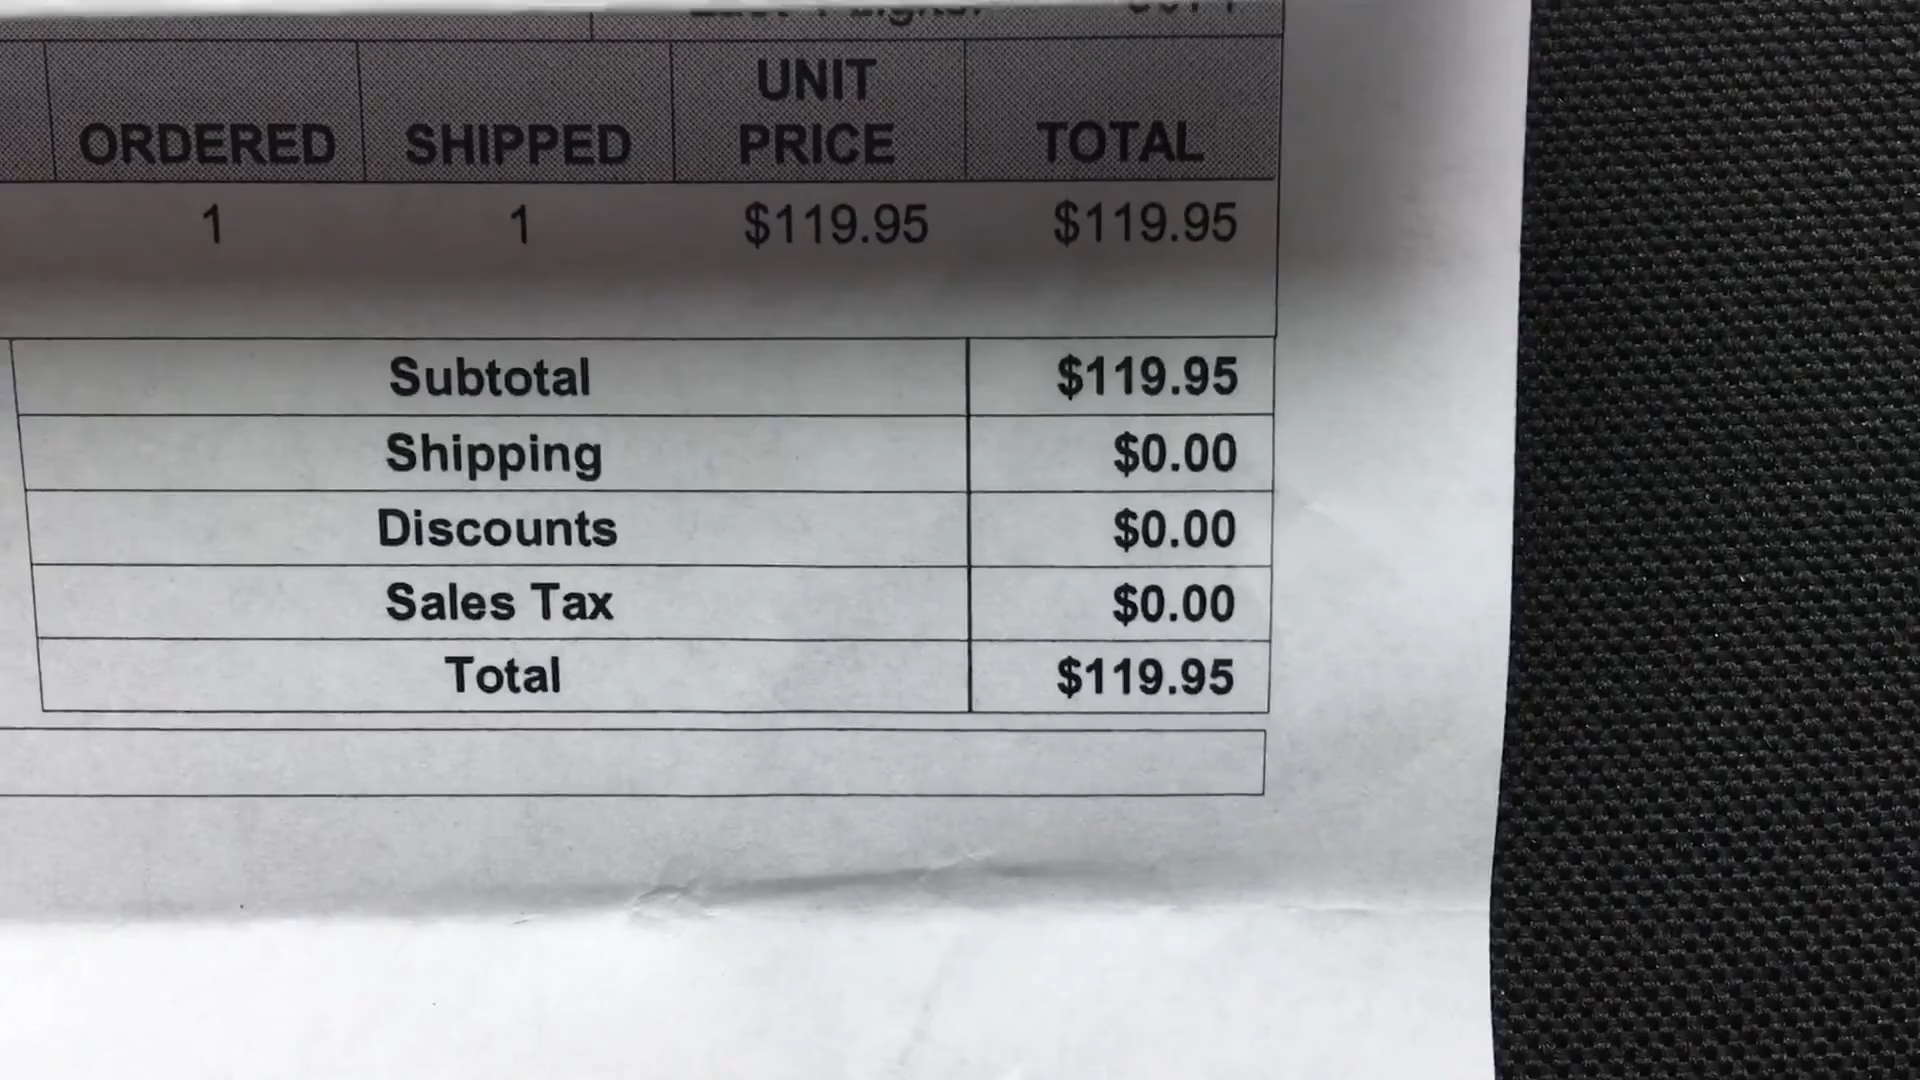 ORDERED SHIPPED UNIT PRICE TOTAL
1 1 $119.95 $119.95
Subtotal $119.95
Shipping $0.00
Discounts $0.00
Sales Tax $0.00
Total $119.95